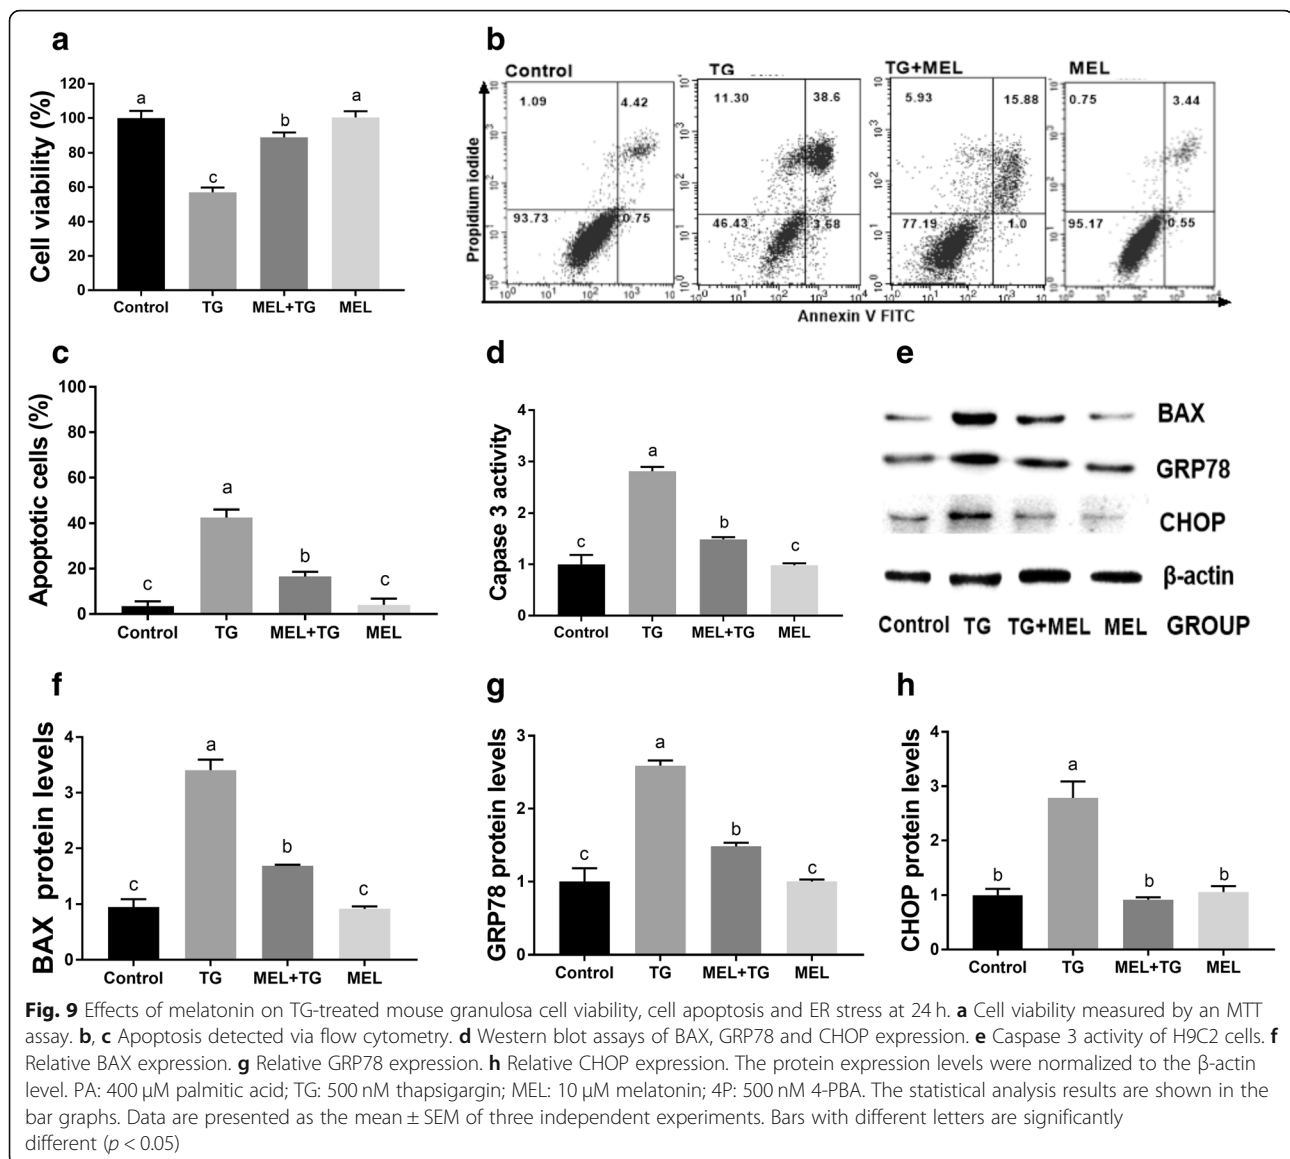 a
Cell viability (%)
120
100
80
60
40
20
0
a
c
b
a
Control TG MEL+TG MEL
b
Control TG TG+MEL MEL
1.09 4.42
93.73 0.75
11.30 38.6
46.43 3.68
5.93 15.88
77.19 1.0
0.75 3.44
95.17 0.55
Propidium iodide
10⁰ 10¹ 10² 10³ 10⁴
10⁰ 10¹ 10² 10³ 10⁴
Annexin V FITC
c
Apoptotic cells (%)
100
80
60
40
20
0
c
a
b
c
Control TG MEL+TG MEL
d
Capase 3 activity
4
3
2
1
0
c
a
b
c
Control TG MEL+TG MEL
e
BAX
GRP78
CHOP
β-actin
Control TG TG+MEL MEL GROUP
f
BAX protein levels
4
3
2
1
0
c
a
b
c
Control TG MEL+TG MEL
g
GRP78 protein levels
3
2
1
0
c
a
b
c
Control TG MEL+TG MEL
h
CHOP protein levels
4
3
2
1
0
b
a
b
b
Control TG MEL+TG MEL
Fig. 9 Effects of melatonin on TG-treated mouse granulosa cell viability, cell apoptosis and ER stress at 24 h. a Cell viability measured by an MTT
assay. b, c Apoptosis detected via flow cytometry. d Western blot assays of BAX, GRP78 and CHOP expression. e Caspase 3 activity of H9C2 cells. f
Relative BAX expression. g Relative GRP78 expression. h Relative CHOP expression. The protein expression levels were normalized to the β-actin
level. PA: 400 μM palmitic acid; TG: 500 nM thapsigargin; MEL: 10 μM melatonin; 4P: 500 nM 4-PBA. The statistical analysis results are shown in the
bar graphs. Data are presented as the mean ± SEM of three independent experiments. Bars with different letters are significantly
different (p < 0.05)